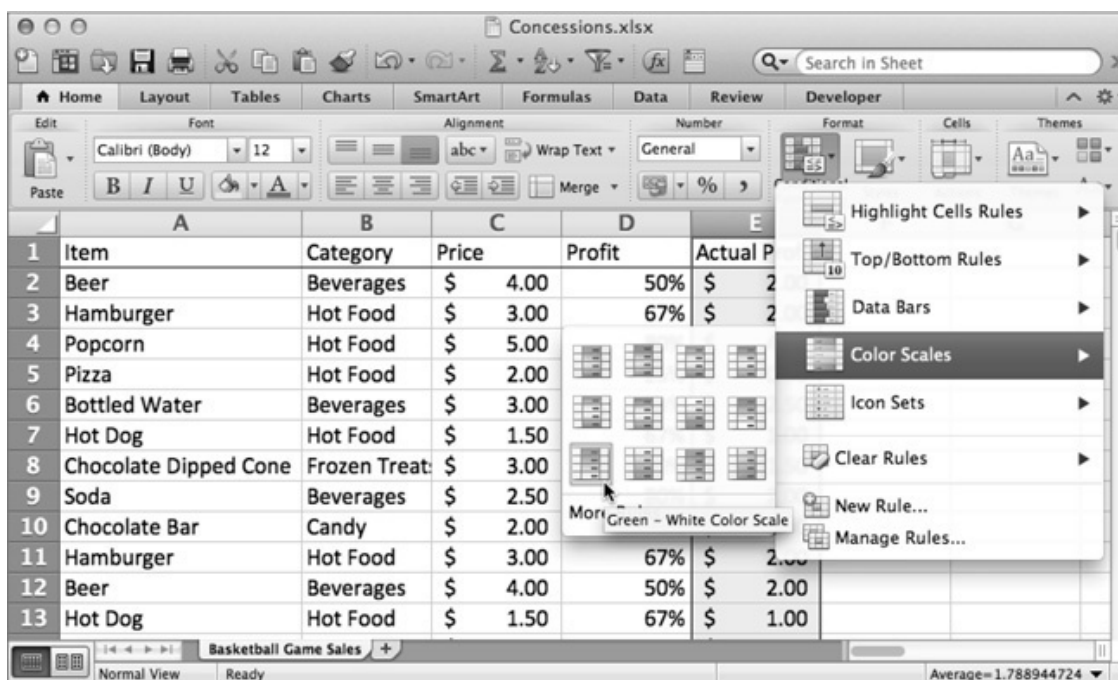 Concessions.xlsx
Search in Sheet
Home Layout Tables Charts SmartArt Formulas Data Review Developer
Edit Font Alignment Number Format Cells Themes
Calibri (Body) 12 abc Wrap Text General
Paste B I U A Merge % Aa
Highlight Cells Rules
Top/Bottom Rules
Data Bars
Color Scales
Icon Sets
Clear Rules
New Rule...
Manage Rules...
Green - White Color Scale
A B C D E
1 Item Category Price Profit Actual
2 Beer Beverages $ 4.00 50% $
3 Hamburger Hot Food $ 3.00 67% $
4 Popcorn Hot Food $ 5.00
5 Pizza Hot Food $ 2.00
6 Bottled Water Beverages $ 3.00
7 Hot Dog Hot Food $ 1.50
8 Chocolate Dipped Cone Frozen Treats $ 3.00
9 Soda Beverages $ 2.50
10 Chocolate Bar Candy $ 2.00
11 Hamburger Hot Food $ 3.00 67% $ 2.00
12 Beer Beverages $ 4.00 50% $ 2.00
13 Hot Dog Hot Food $ 1.50 67% $ 1.00
Basketball Game Sales +
Normal View Ready Average=1.788944724